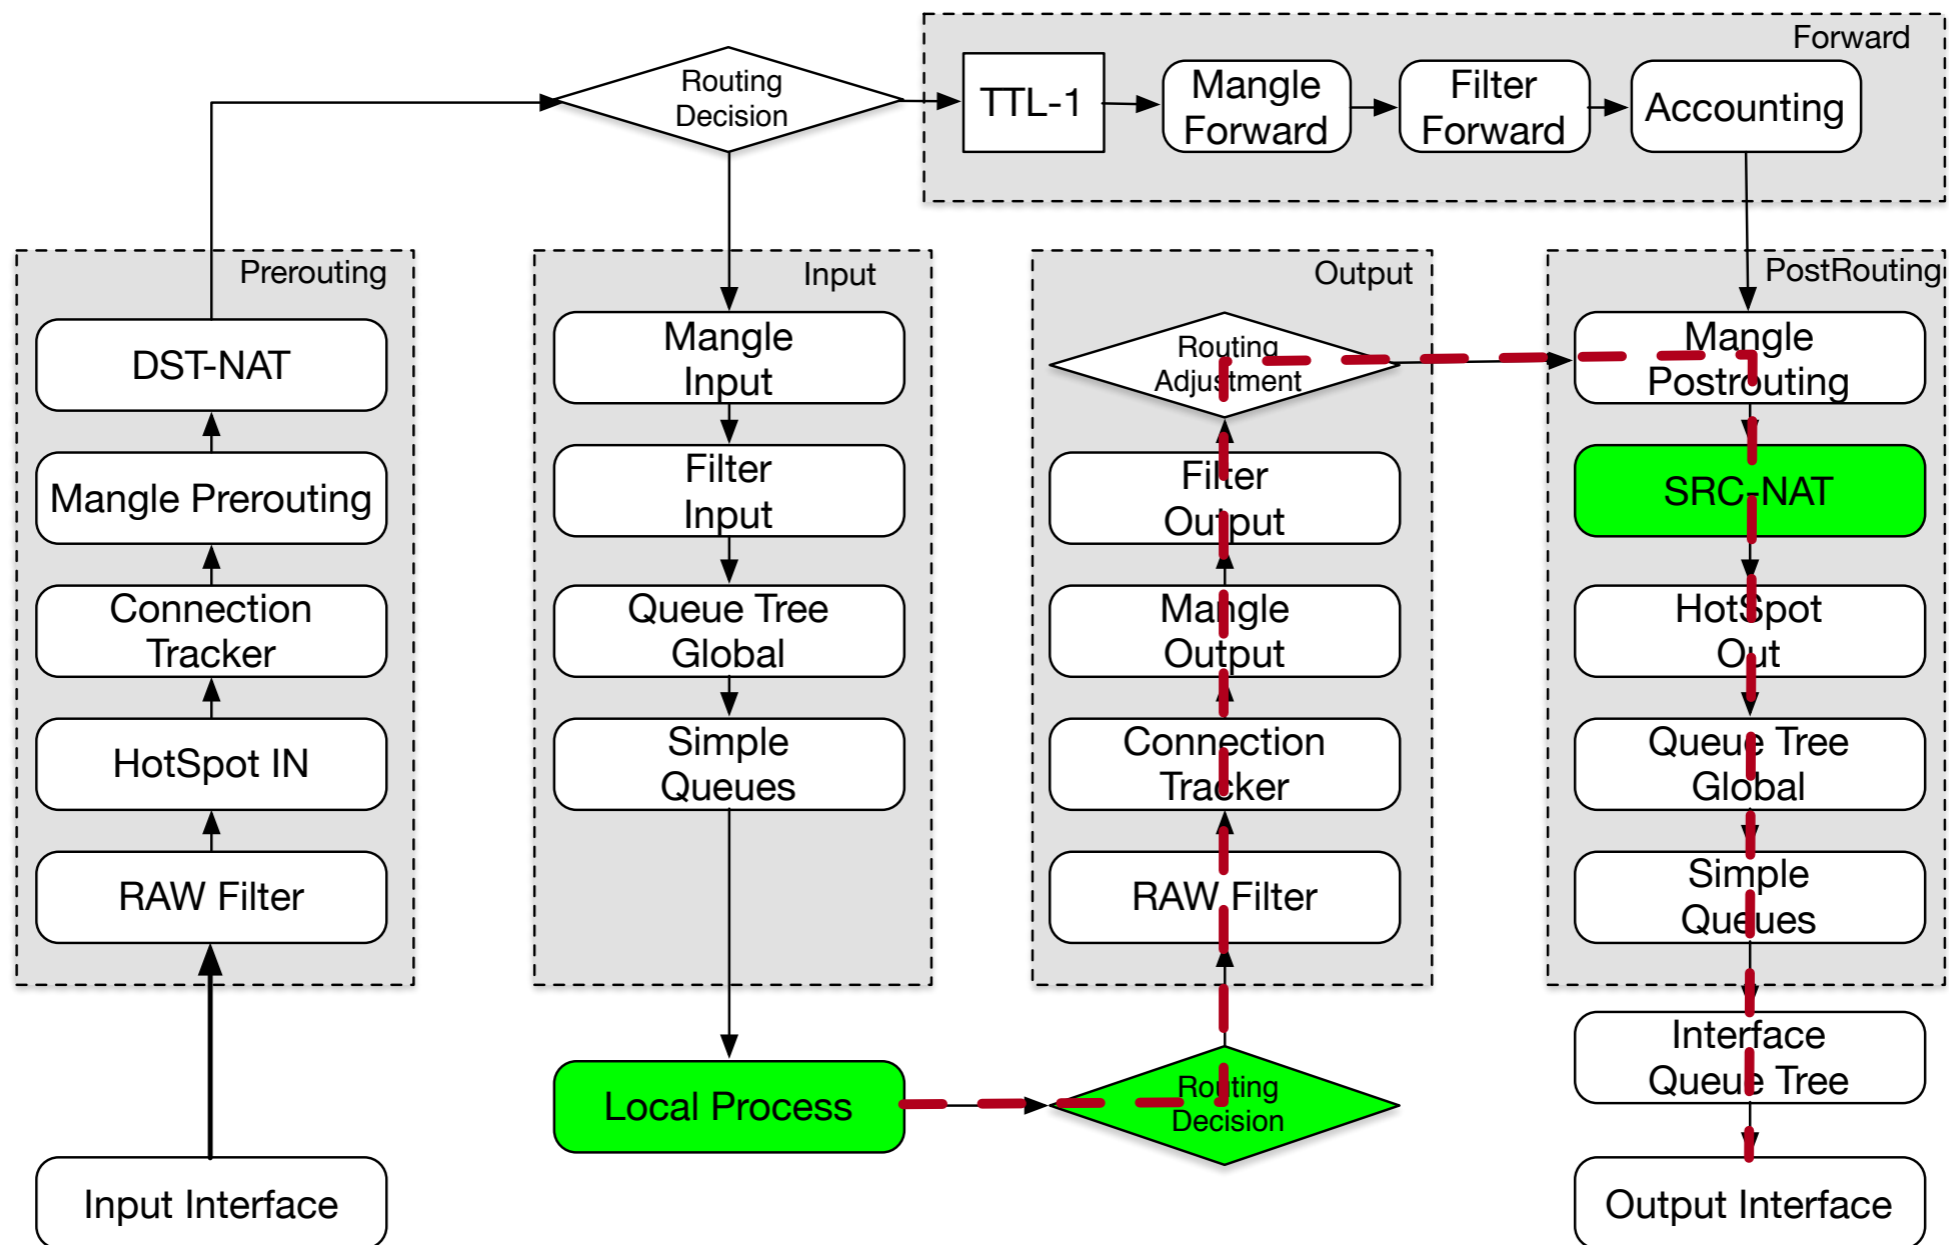 Forward
Routing
Decision
TTL-1
Mangle
Forward
Filter
Forward
Accounting
Prerouting
DST-NAT
Mangle Prerouting
Connection
Tracker
HotSpot IN
RAW Filter
Input Interface
Input
Mangle
Input
Filter
Input
Queue Tree
Global
Simple
Queues
Local Process
Output
Routing
Adjustment
Filter
Output
Mangle
Output
Connection
Tracker
RAW Filter
Routing
Decision
PostRouting
Mangle
Postrouting
SRC-NAT
HotSpot
Out
Queue Tree
Global
Simple
Queues
Interface
Queue Tree
Output Interface